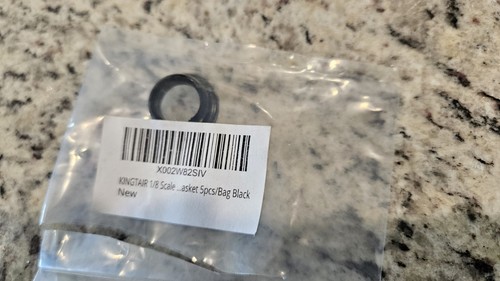 X002W82SIV
KINGTAIR 1/8 Scale ...asket 5pcs/Bag Black
New